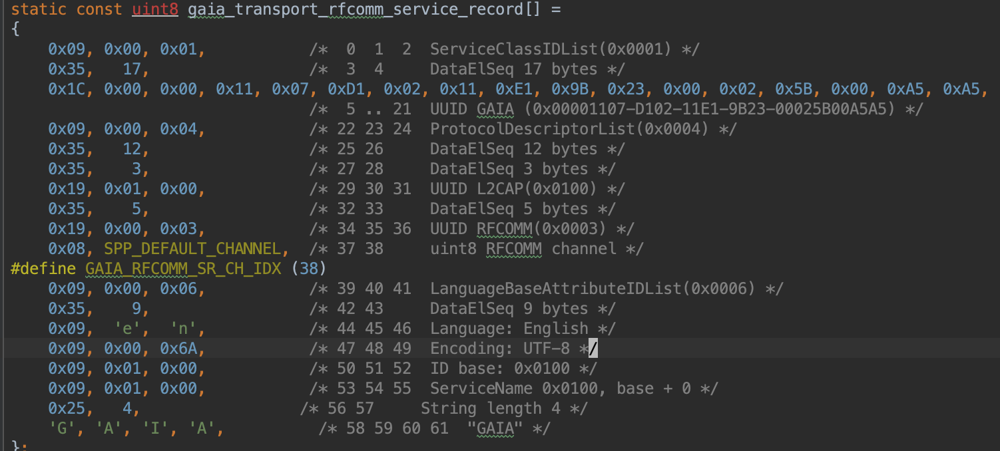 static const uint8 gaia_transport_rfcomm_service_record[] =
{
    0x09, 0x00, 0x01,           /*  0  1  2  ServiceClassIDList(0x0001) */
    0x35,   17,                 /*  3  4     DataElSeq 17 bytes */
    0x1C, 0x00, 0x00, 0x11, 0x07, 0xD1, 0x02, 0x11, 0xE1, 0x9B, 0x23, 0x00, 0x02, 0x5B, 0x00, 0xA5, 0xA5,
                                /*  5 .. 21  UUID GAIA (0x00001107-D102-11E1-9B23-00025B00A5A5) */
    0x09, 0x00, 0x04,           /* 22 23 24  ProtocolDescriptorList(0x0004) */
    0x35,   12,                 /* 25 26     DataElSeq 12 bytes */
    0x35,    3,                 /* 27 28     DataElSeq 3 bytes */
    0x19, 0x01, 0x00,           /* 29 30 31  UUID L2CAP(0x0100) */
    0x35,    5,                 /* 32 33     DataElSeq 5 bytes */
    0x19, 0x00, 0x03,           /* 34 35 36  UUID RFCOMM(0x0003) */
    0x08, SPP_DEFAULT_CHANNEL,  /* 37 38     uint8 RFCOMM channel */
#define GAIA_RFCOMM_SR_CH_IDX (38)
    0x09, 0x00, 0x06,           /* 39 40 41  LanguageBaseAttributeIDList(0x0006) */
    0x35,    9,                 /* 42 43     DataElSeq 9 bytes */
    0x09,  'e',  'n',           /* 44 45 46  Language: English */
    0x09, 0x00, 0x6A,           /* 47 48 49  Encoding: UTF-8 */
    0x09, 0x01, 0x00,           /* 50 51 52  ID base: 0x0100 */
    0x09, 0x01, 0x00,           /* 53 54 55  ServiceName 0x0100, base + 0 */
    0x25,   4,                 /* 56 57     String length 4 */
    'G', 'A', 'I', 'A',          /* 58 59 60 61  "GAIA" */
};